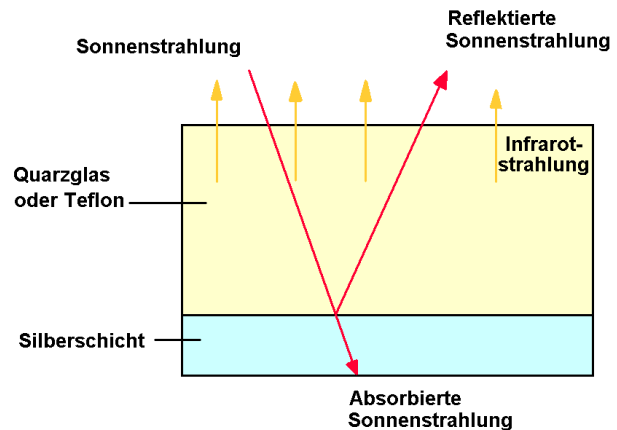 Sonnenstrahlung
Reflektierte
Sonnenstrahlung
Infrarot-
strahlung
Quarzglas
oder Teflon
Silberschicht
Absorbierte
Sonnenstrahlung